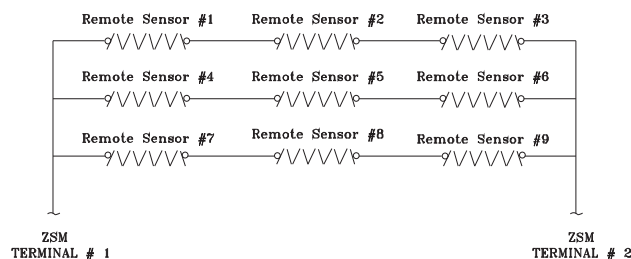 Remote Sensor #1 Remote Sensor #2 Remote Sensor #3
Remote Sensor #4 Remote Sensor #5 Remote Sensor #6
Remote Sensor #7 Remote Sensor #8 Remote Sensor #9
ZSM
TERMINAL # 1
ZSM
TERMINAL # 2